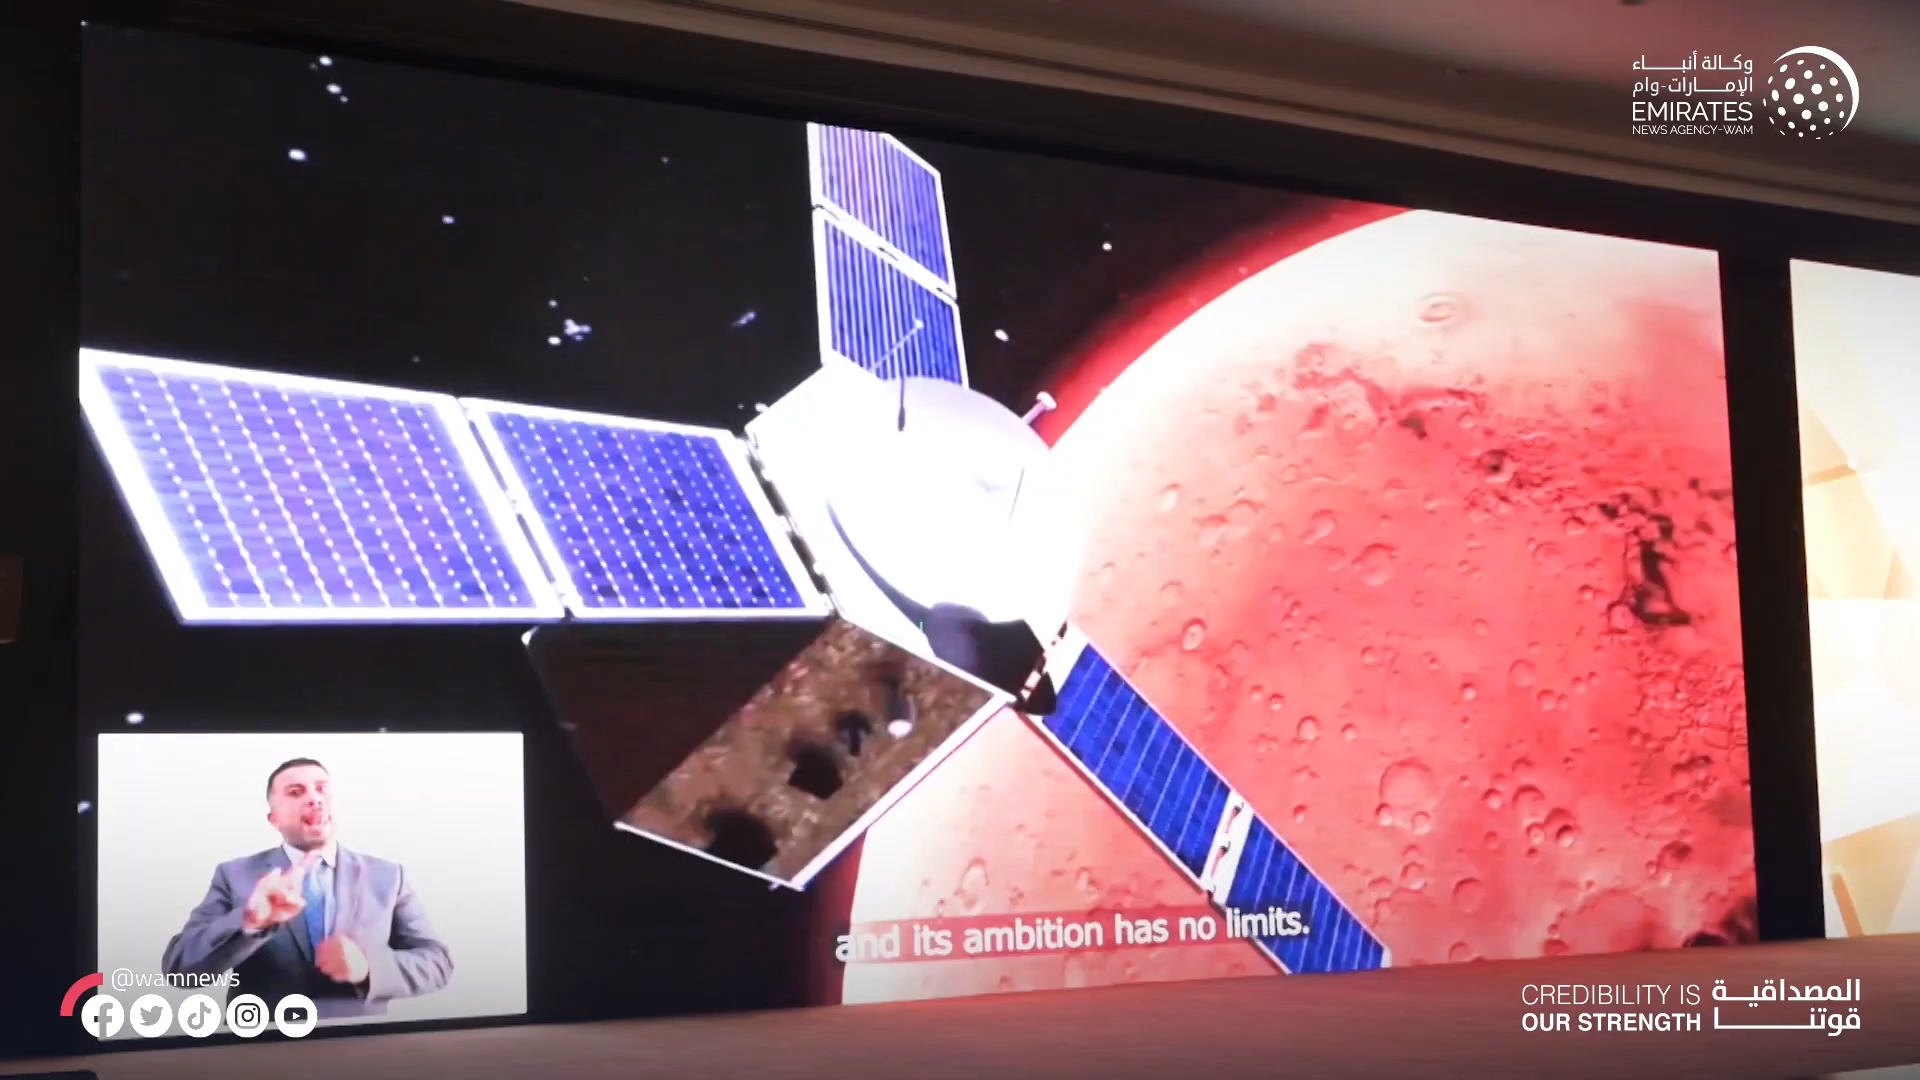 وكالة أنباء
الإمارات-وام
EMIRATES
NEWS AGENCY-WAM
and its ambition has no limits.
@wamnews
CREDIBILITY IS
OUR STRENGTH
المصداقية
قوتنا